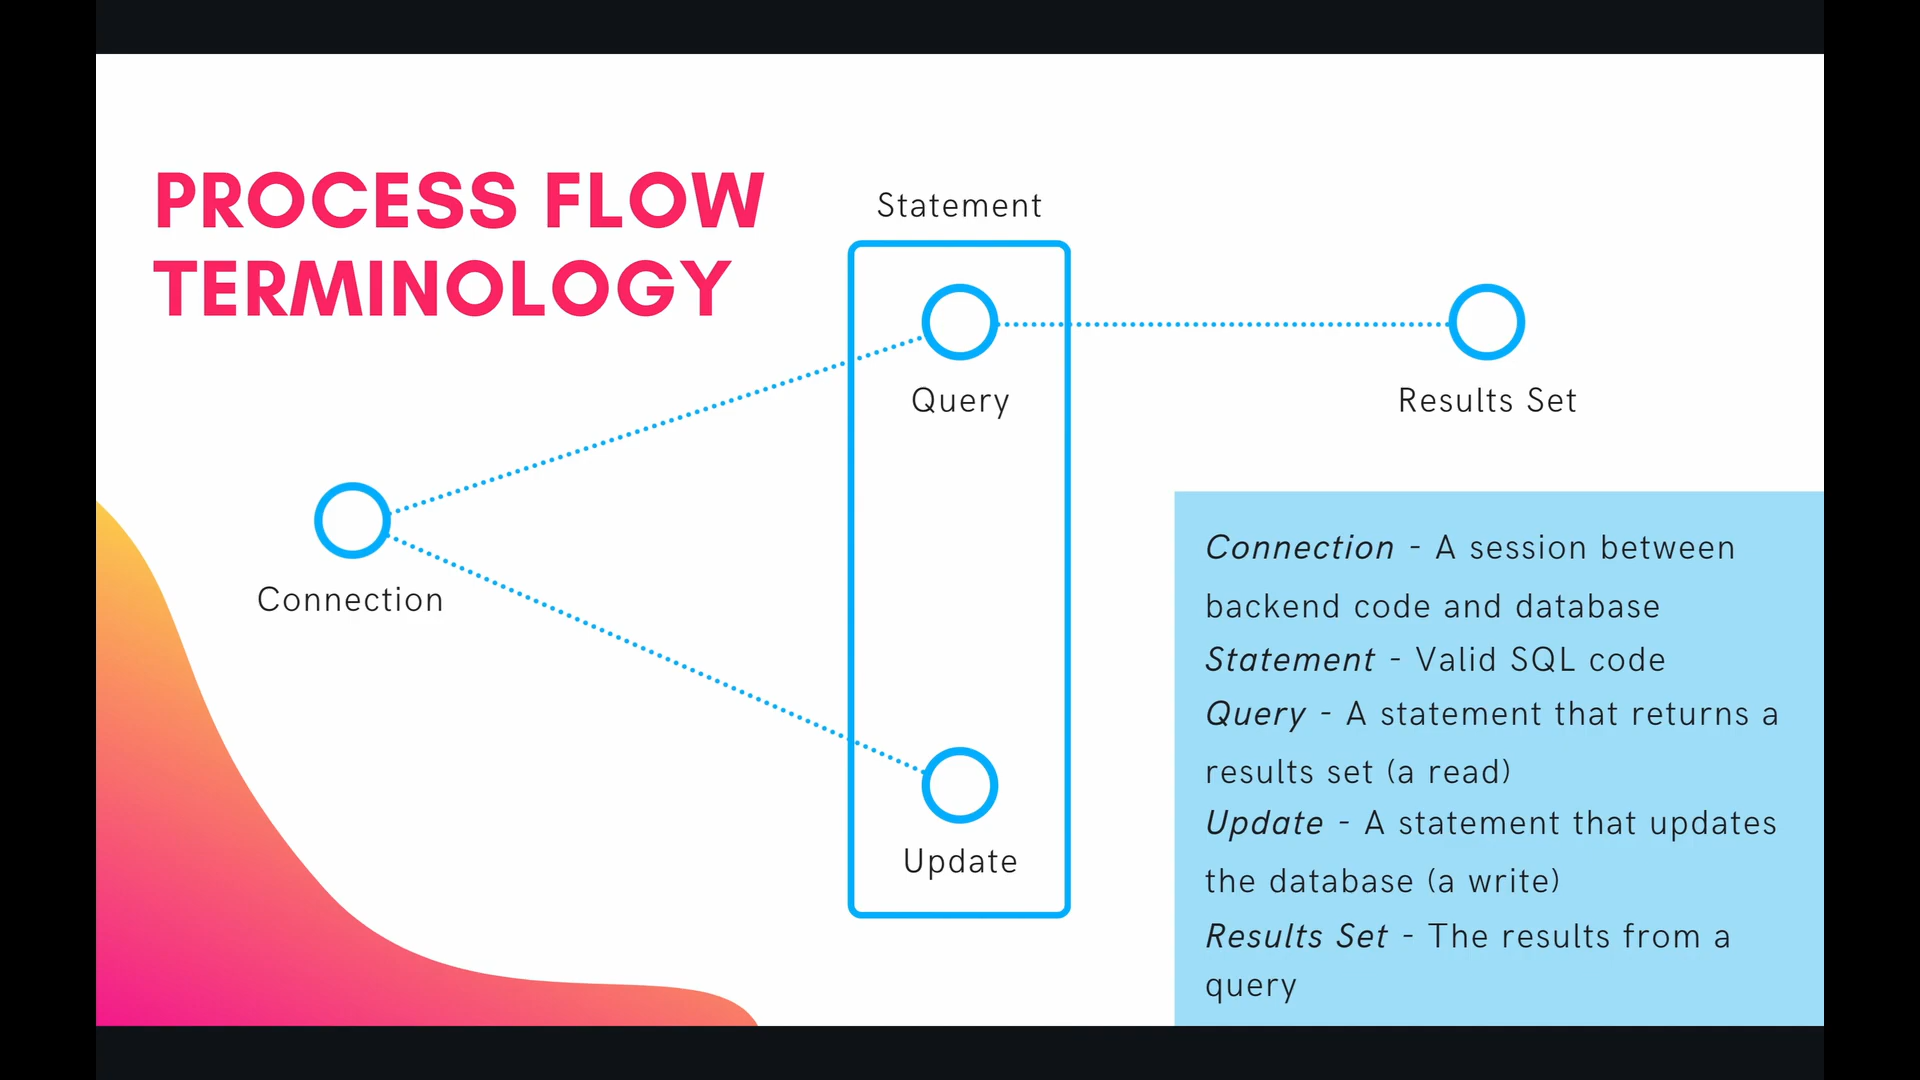 PROCESS FLOW
TERMINOLOGY
Statement
Query
Results Set
Connection
Update
Connection - A session between
backend code and database
Statement - Valid SQL code
Query - A statement that returns a
results set (a read)
Update - A statement that updates
the database (a write)
Results Set - The results from a
query